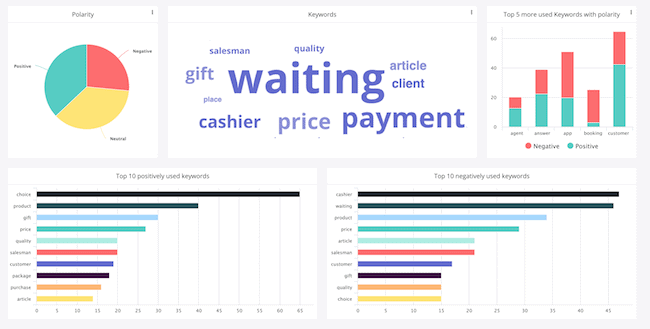 Polarity
Negative
Positive
Neutral
Keywords
salesman quality
gift waiting article
client
place
cashier price payment
Top 5 more used Keywords with polarity
60
40
20
0
agent answer app booking customer
Negative Positive
Top 10 positively used keywords
choice
product
gift
price
quality
salesman
customer
package
purchase
article
0 5 10 15 20 25 30 35 40 45 50 55 60 65
Top 10 negatively used keywords
cashier
waiting
product
price
article
salesman
customer
gift
quality
choice
0 5 10 15 20 25 30 35 40 45